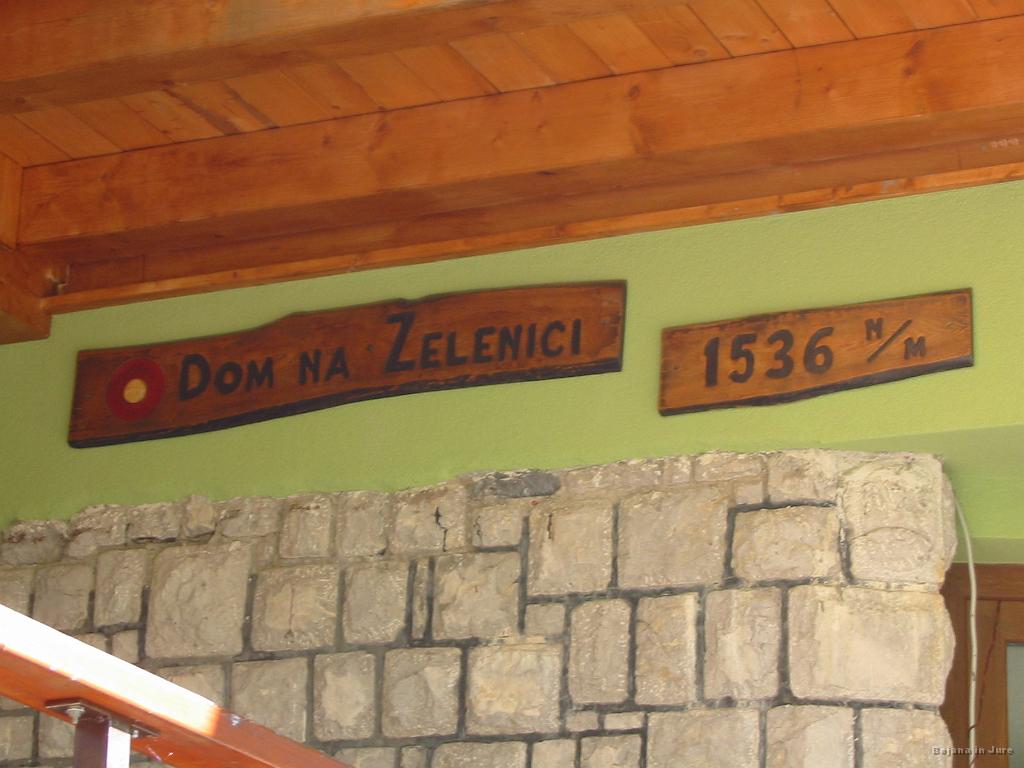 DOM NA ZELENICI
1536 N/M
Bojana in Jure